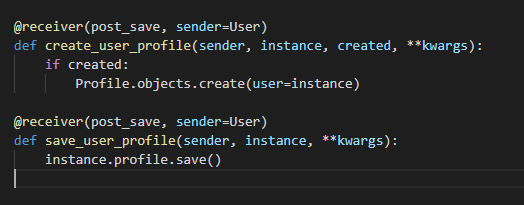 @receiver(post_save, sender=User)
def create_user_profile(sender, instance, created, **kwargs):
    if created:
        Profile.objects.create(user=instance)

@receiver(post_save, sender=User)
def save_user_profile(sender, instance, **kwargs):
    instance.profile.save()